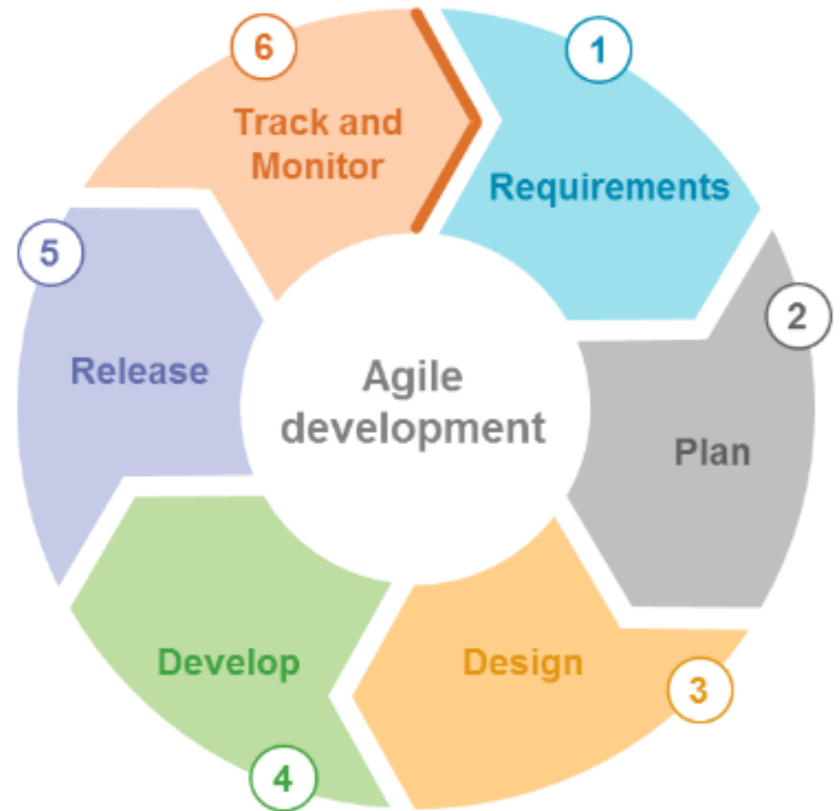 1
Requirements
2
Plan
3
Design
4
Develop
5
Release
6
Track and
Monitor
Agile
development